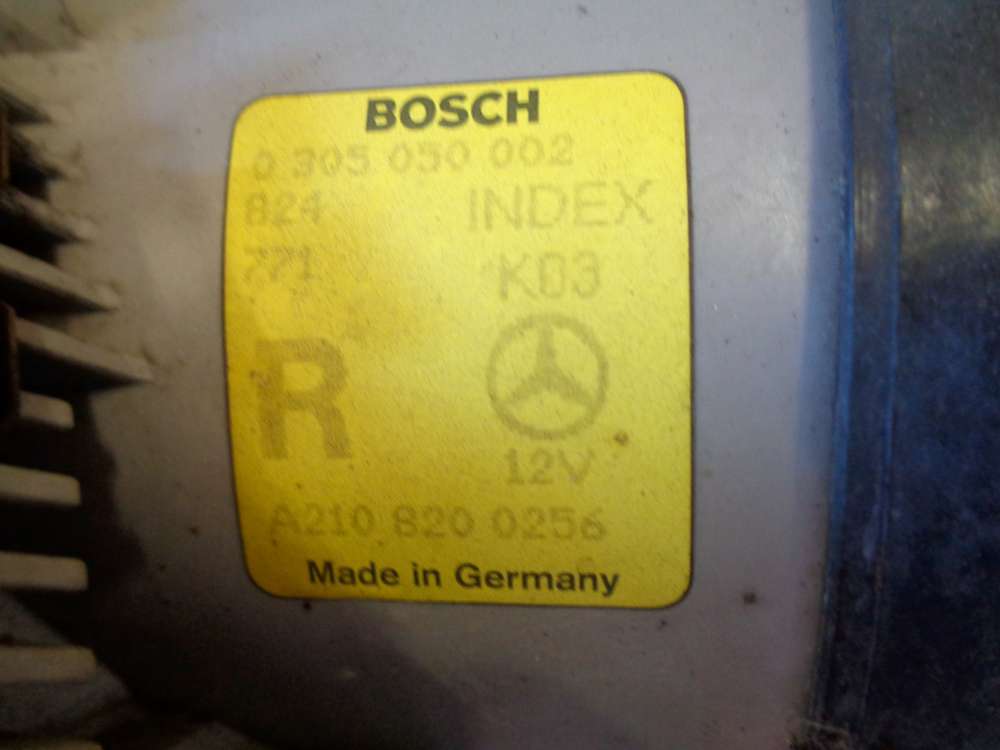 BOSCH
0 305 050 002
824 INDEX
771 K03
R
12V
A210 820 0256
Made in Germany